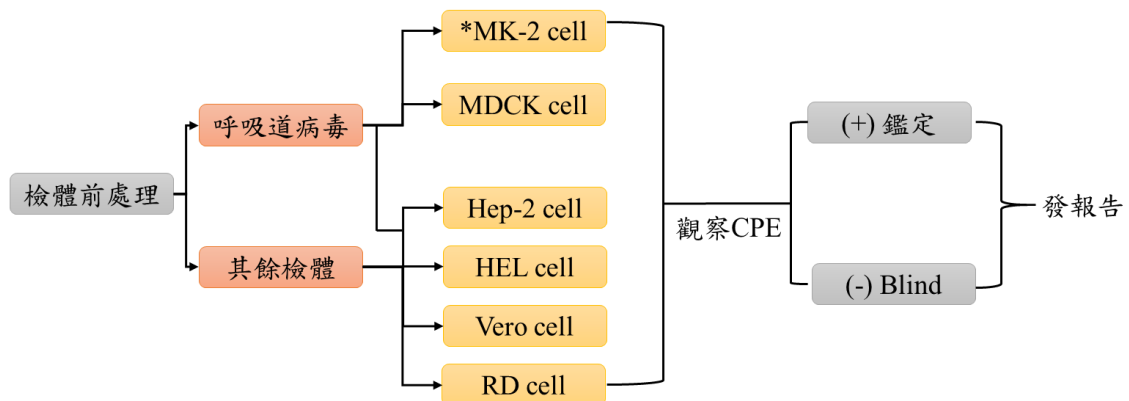 檢體前處理
呼吸道病毒
其餘檢體
*MK-2 cell
MDCK cell
Hep-2 cell
HEL cell
Vero cell
RD cell
觀察CPE
(+) 鑑定
(-) Blind
發報告